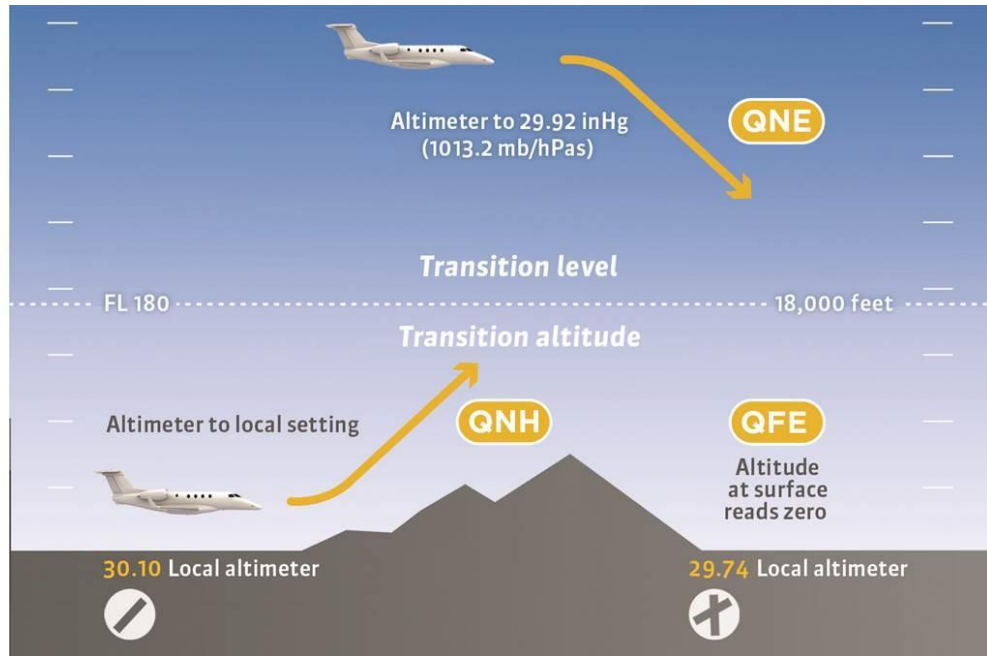 Altimeter to 29.92 inHg
(1013.2 mb/hPas)
QNE
Transition level
FL 180
18,000 feet
Transition altitude
Altimeter to local setting
QNH
QFE
Altitude
at surface
reads zero
30.10 Local altimeter
29.74 Local altimeter